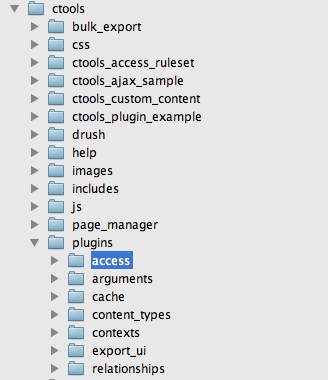 ctools
bulk_export
css
ctools_access_ruleset
ctools_ajax_sample
ctools_custom_content
ctools_plugin_example
drush
help
images
includes
js
page_manager
plugins
access
arguments
cache
content_types
contexts
export_ui
relationships